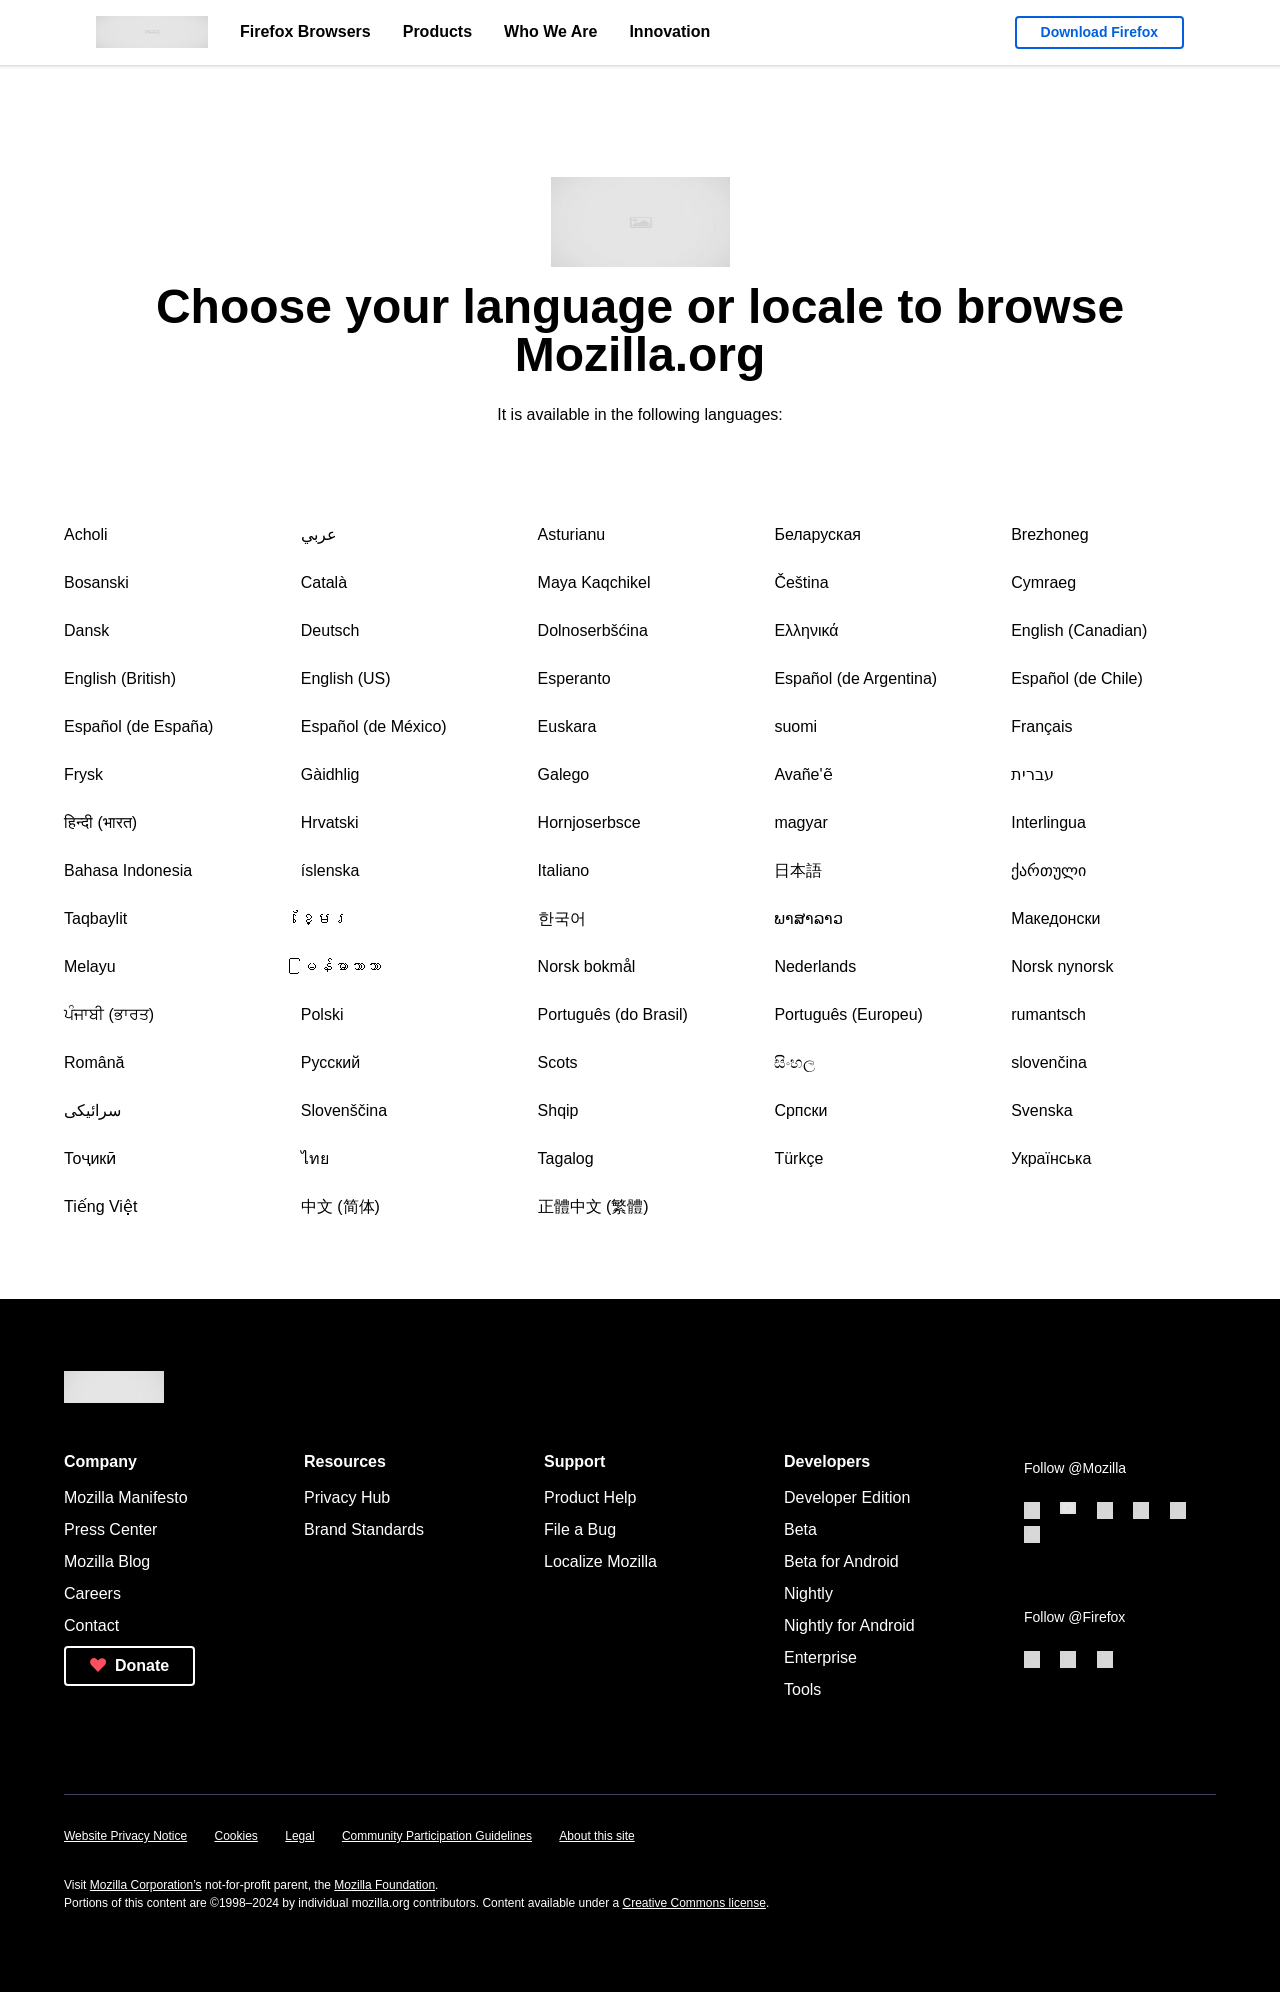 Firefox Browsers
Products
Who We Are
Innovation
Download Firefox
Choose your language or locale to browse
Mozilla.org
It is available in the following languages:
Acholi
عربي
Asturianu
Беларуская
Brezhoneg
Bosanski
Català
Maya Kaqchikel
Čeština
Cymraeg
Dansk
Deutsch
Dolnoserbšćina
Ελληνικά
English (Canadian)
English (British)
English (US)
Esperanto
Español (de Argentina)
Español (de Chile)
Español (de España)
Español (de México)
Euskara
suomi
Français
Frysk
Gàidhlig
Galego
Avañe'ẽ
עברית
हिन्दी (भारत)
Hrvatski
Hornjoserbsce
magyar
Interlingua
Bahasa Indonesia
íslenska
Italiano
日本語
ქართული
Taqbaylit
ខ្មែរ
한국어
ພາສາລາວ
Македонски
Melayu
မြန်မာဘာသာ
Norsk bokmål
Nederlands
Norsk nynorsk
ਪੰਜਾਬੀ (ਭਾਰਤ)
Polski
Português (do Brasil)
Português (Europeu)
rumantsch
Română
Русский
Scots
සිංහල
slovenčina
سرائیکی
Slovenščina
Shqip
Српски
Svenska
Тоҷикӣ
ไทย
Tagalog
Türkçe
Українська
Tiếng Việt
中文 (简体)
正體中文 (繁體)
Company
Mozilla Manifesto
Press Center
Mozilla Blog
Careers
Contact
Donate
Resources
Privacy Hub
Brand Standards
Support
Product Help
File a Bug
Localize Mozilla
Developers
Developer Edition
Beta
Beta for Android
Nightly
Nightly for Android
Enterprise
Tools
Follow @Mozilla
Follow @Firefox
Website Privacy Notice
Cookies
Legal
Community Participation Guidelines
About this site
Visit Mozilla Corporation’s not-for-profit parent, the Mozilla Foundation.
Portions of this content are ©1998–2024 by individual mozilla.org contributors. Content available under a Creative Commons license.